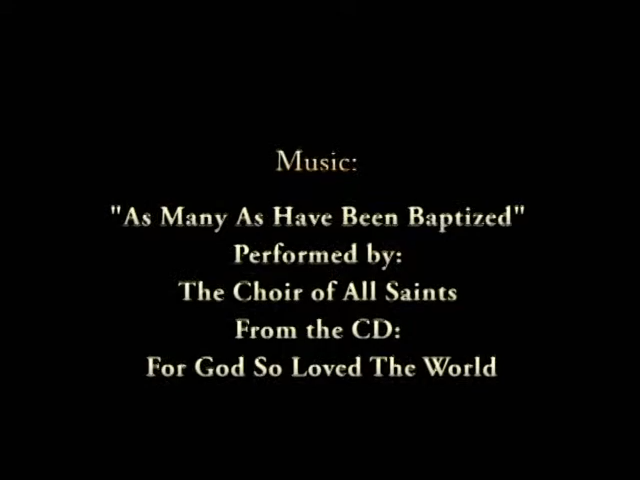 Music:
"As Many As Have Been Baptized"
Performed by:
The Choir of All Saints
From the CD:
For God So Loved The World